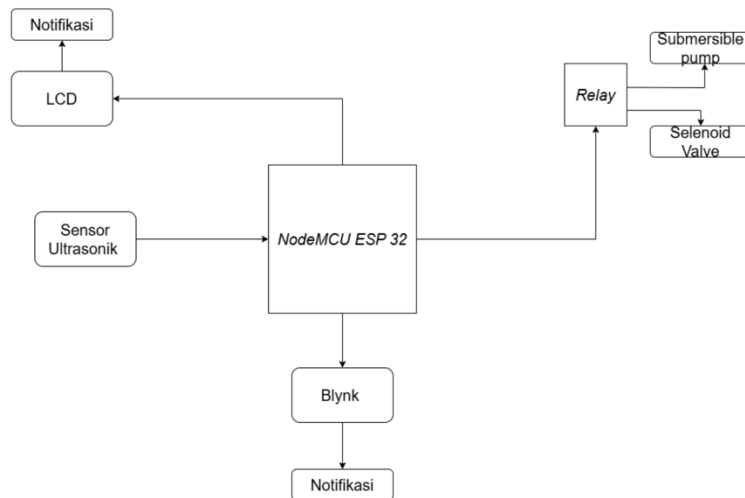 Notifikasi
LCD
Submersible
pump
Relay
Selenoid
Valve
Sensor
Ultrasonik
NodeMCU ESP 32
Blynk
Notifikasi